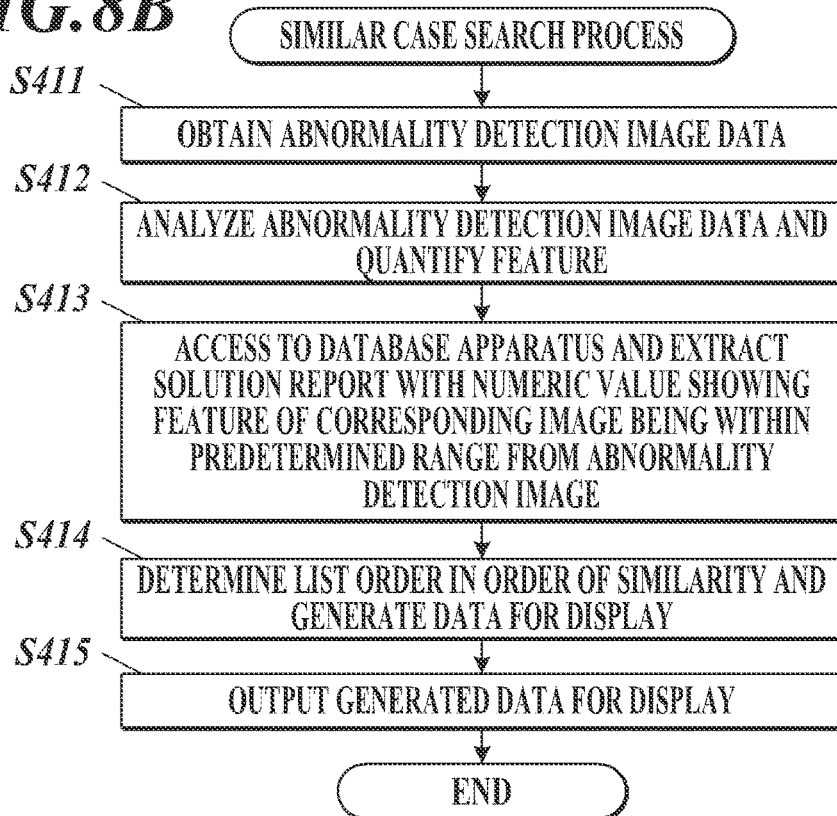 FIG. 8B
SIMILAR CASE SEARCH PROCESS
S411
OBTAIN ABNORMALITY DETECTION IMAGE DATA
S412
ANALYZE ABNORMALITY DETECTION IMAGE DATA AND
QUANTIFY FEATURE
S413
ACCESS TO DATABASE APPARATUS AND EXTRACT
SOLUTION REPORT WITH NUMERIC VALUE SHOWING
FEATURE OF CORRESPONDING IMAGE BEING WITHIN
PREDETERMINED RANGE FROM ABNORMALITY
DETECTION IMAGE
S414
DETERMINE LIST ORDER IN ORDER OF SIMILARITY AND
GENERATE DATA FOR DISPLAY
S415
OUTPUT GENERATED DATA FOR DISPLAY
END